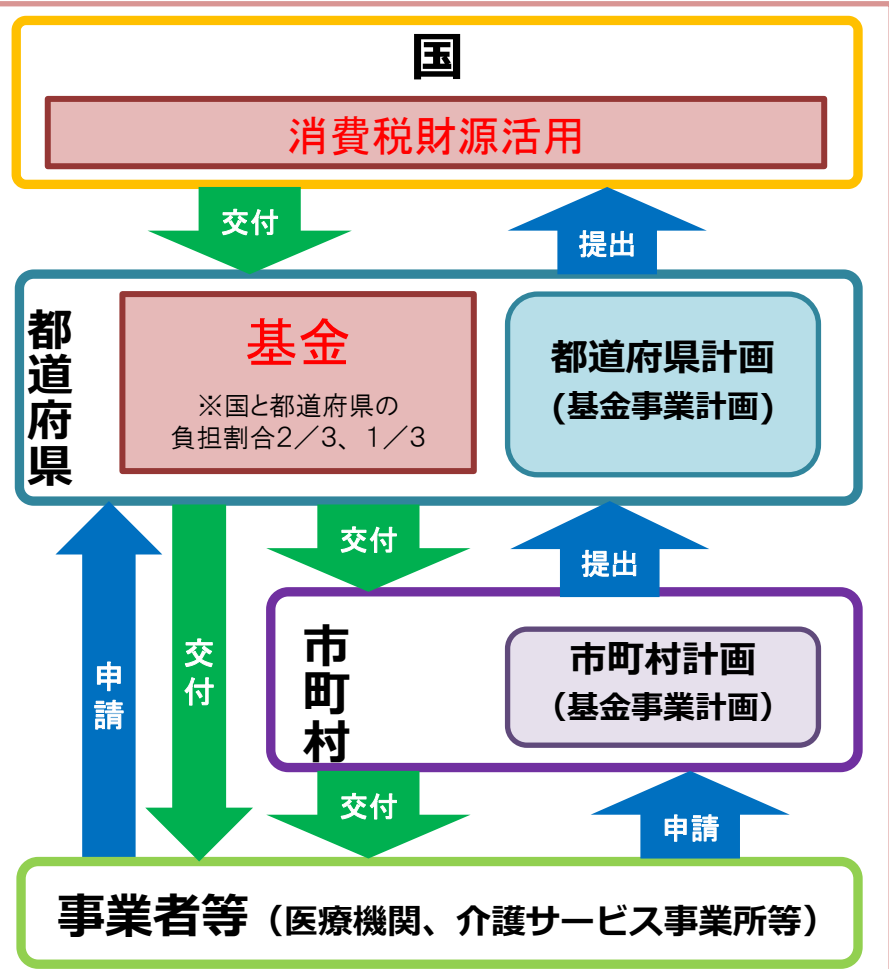 国
消費税財源活用
交付
提出
都道府県
基金
※国と都道府県の
負担割合2/3、1/3
都道府県計画
(基金事業計画)
交付
提出
申請
交付
市町村
市町村計画
（基金事業計画）
交付
申請
事業者等（医療機関、介護サービス事業所等）